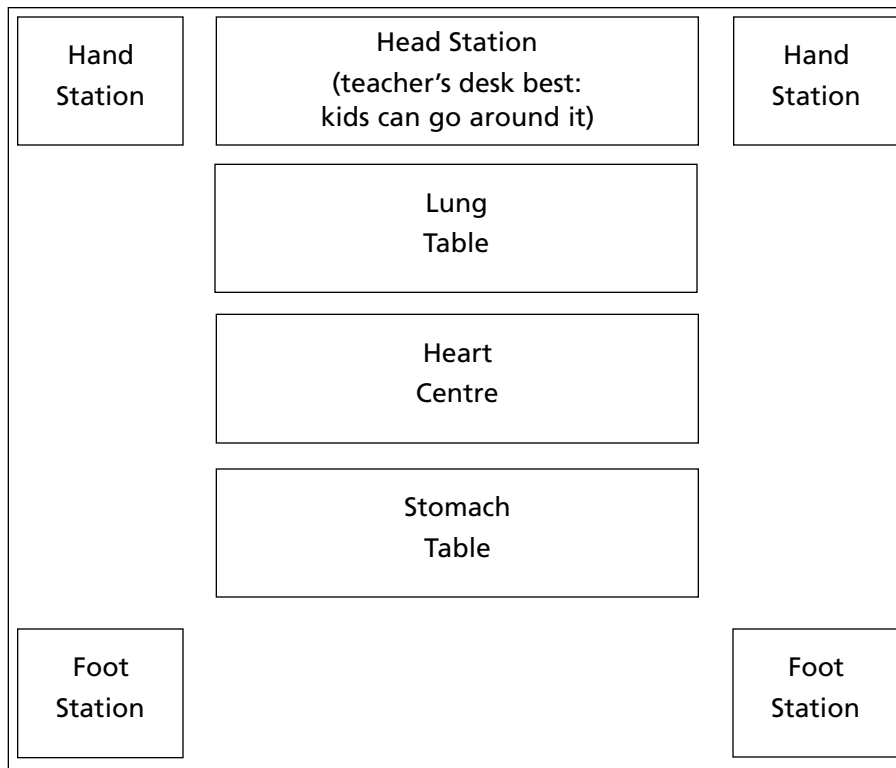 Hand
Station
Head Station
(teacher’s desk best:
kids can go around it)
Hand
Station
Lung
Table
Heart
Centre
Stomach
Table
Foot
Station
Foot
Station